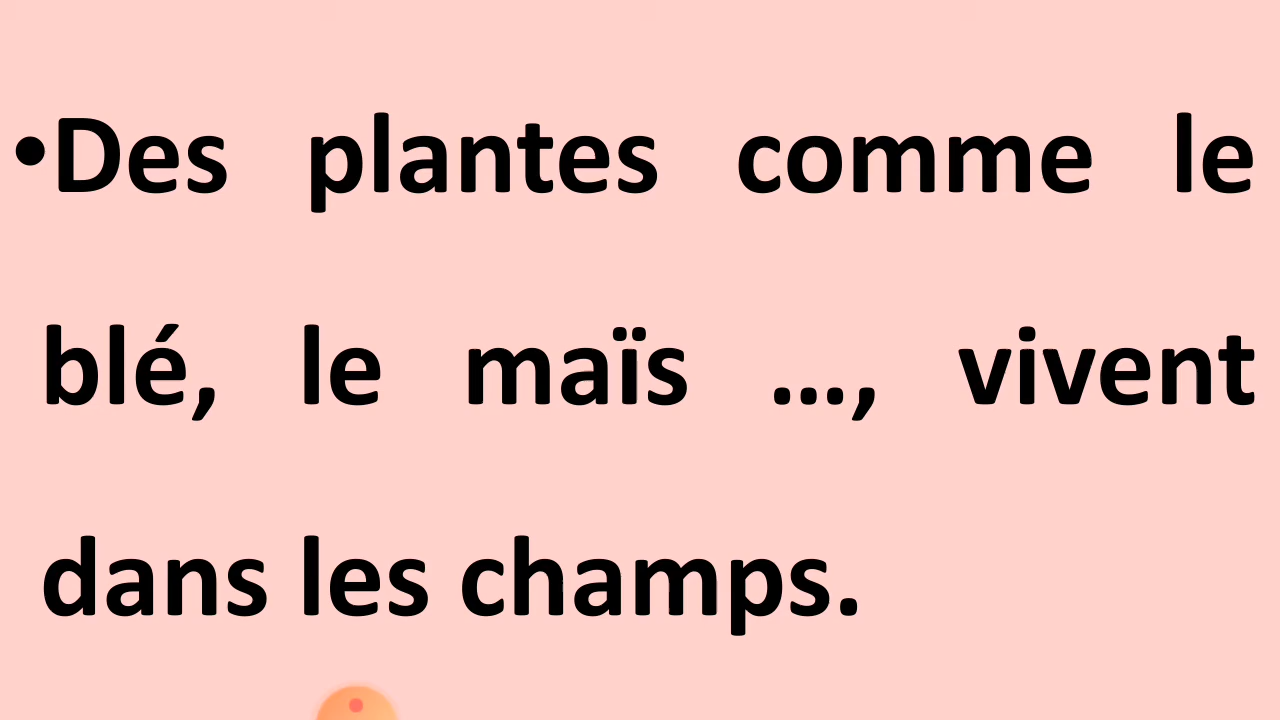 •Des plantes comme le
blé, le maïs …, vivent
dans les champs.